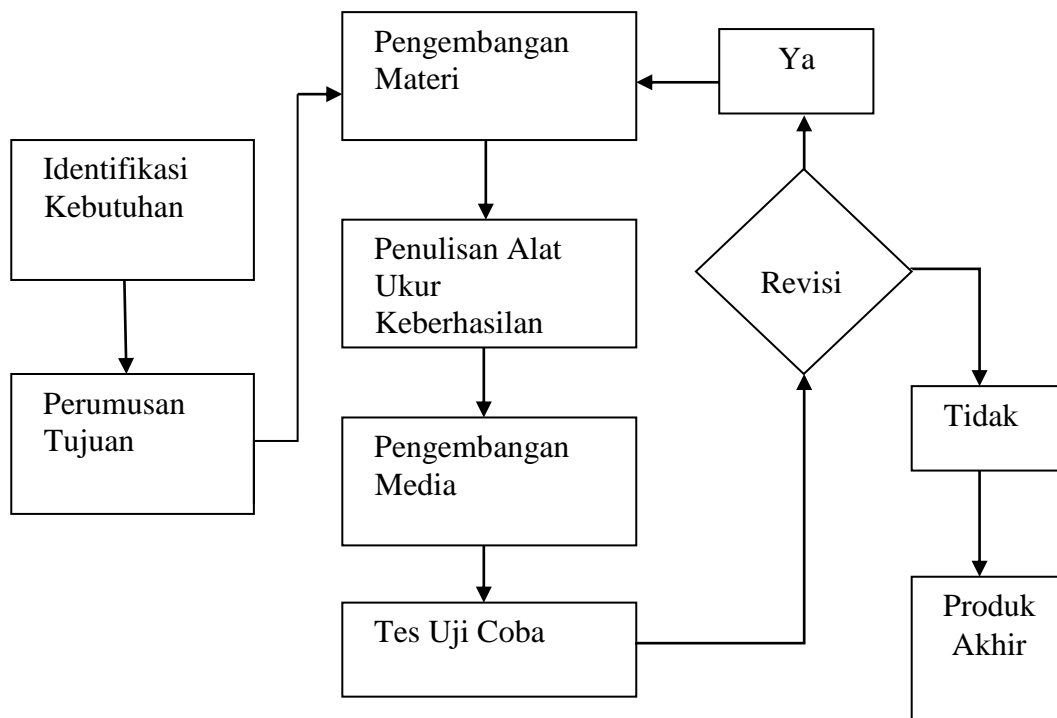 Identifikasi
Kebutuhan
Perumusan
Tujuan
Pengembangan
Materi
Penulisan Alat
Ukur
Keberhasilan
Pengembangan
Media
Tes Uji Coba
Revisi
Ya
Tidak
Produk
Akhir